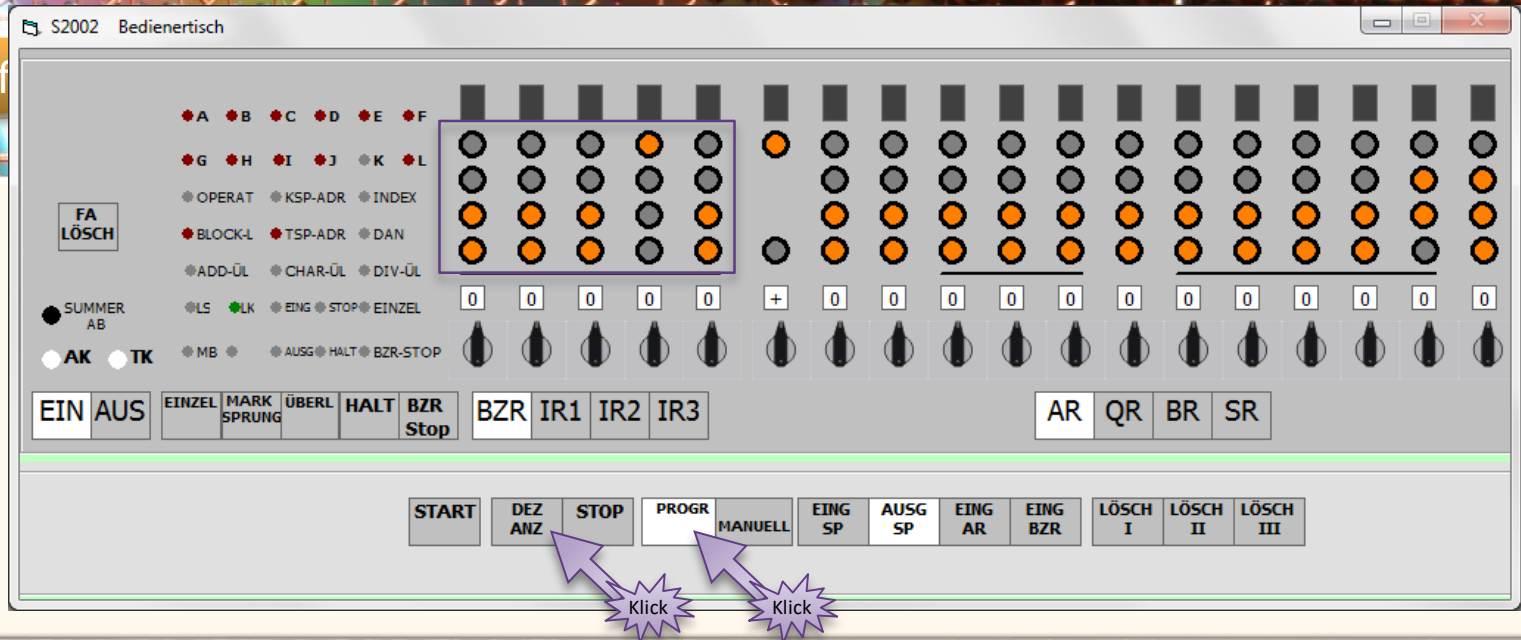 S2002 Bedienertisch
f
A B C D E F
G H I J K L
OPERAT KSP-ADR INDEX
FA
LÖSCH
BLOCK-L TSP-ADR DAN
ADD-ÜL CHAR-ÜL DIV-ÜL
0 0 0 0 0 + 0 0 0 0 0 0 0 0 0 0 0 0
SUMMER
AB
LS LK EING STOP EINZEL
AK TK
MB AUSG HALT BZR-STOP
EIN AUS
EINZEL
MARK
SPRUNG
ÜBERL
HALT
BZR
Stop
BZR IR1 IR2 IR3
AR QR BR SR
START
DEZ
ANZ
STOP
PROGR
MANUELL
EING
SP
AUSG
SP
EING
AR
EING
BZR
LÖSCH
I
LÖSCH
II
LÖSCH
III
Klick
Klick